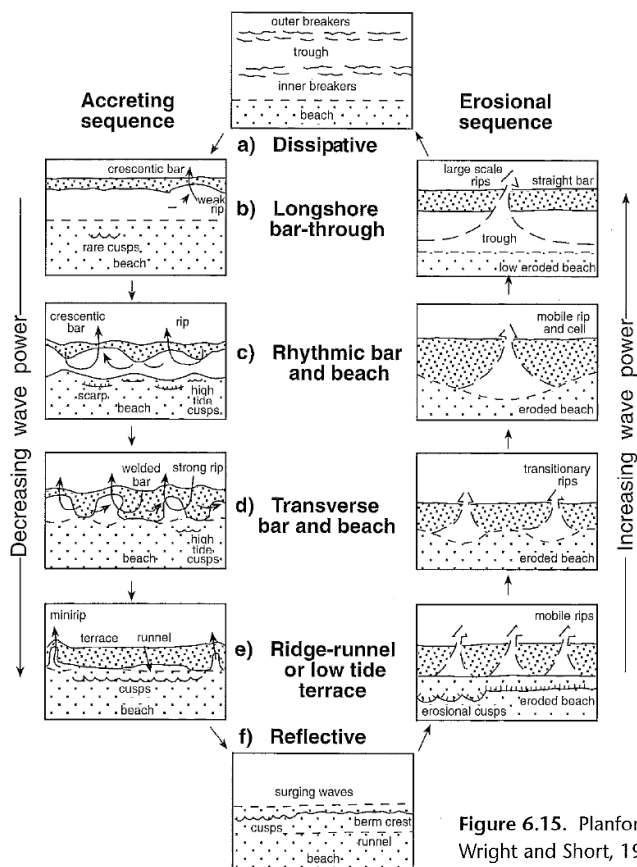 outer breakers
trough
inner breakers
beach
Accreting
sequence
Erosional
sequence
a) Dissipative
crescentic bar
weak
rip
rare cusps
beach
b) Longshore
bar-through
large scale
rips
straight bar
trough
low eroded beach
crescentic
bar
rip
scarp
beach
high
tide
cusps
c) Rhythmic bar
and beach
mobile rip
and cell
eroded beach
welded
bar
strong rip
beach
high
tide
cusps
d) Transverse
bar and beach
transitionary
rips
eroded beach
minirip
terrace
runnel
cusps
beach
e) Ridge-runnel
or low tide
terrace
mobile rips
erosional cusps
eroded beach
f) Reflective
surging waves
cusps
berm crest
runnel
beach
Decreasing wave power
Increasing wave power
Figure 6.15. Planfor
Wright and Short, 19